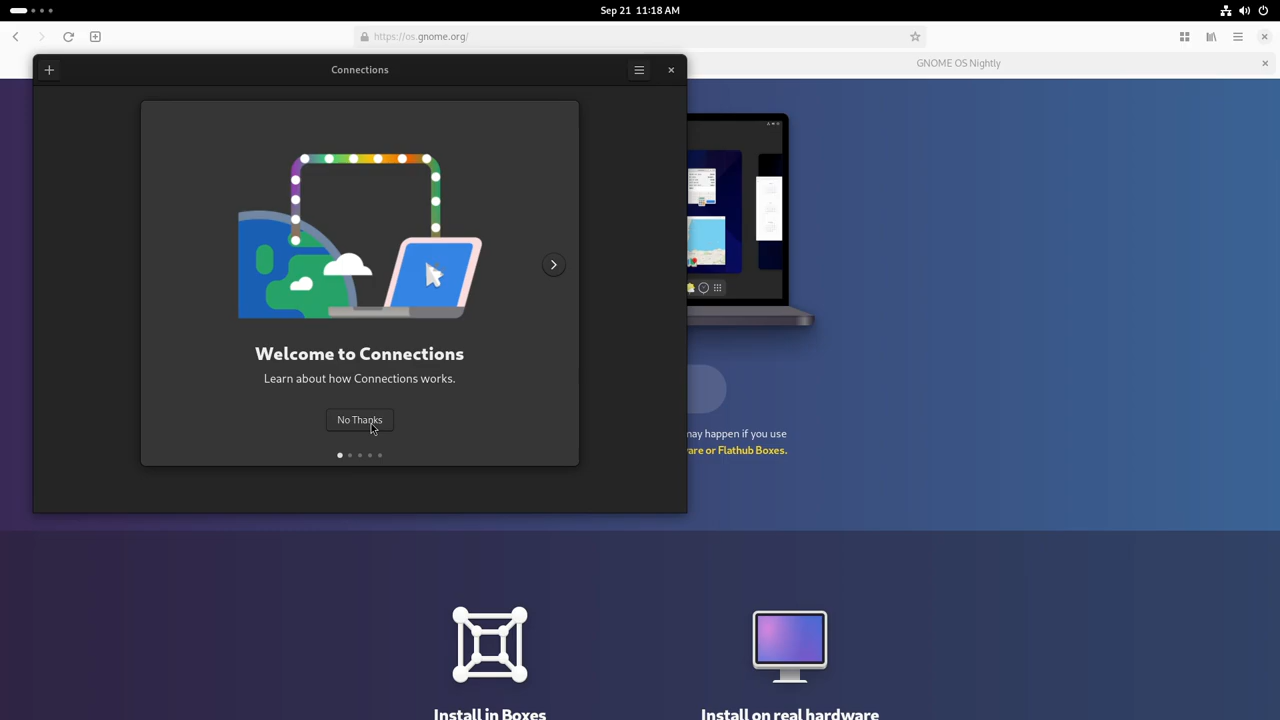 Sep 21 11:18 AM
https://os.gnome.org/
Connections
GNOME OS Nightly
Welcome to Connections
Learn about how Connections works.
No Thanks
may happen if you use
are or Flathub Boxes.
Install in Boxes
Install on real hardware